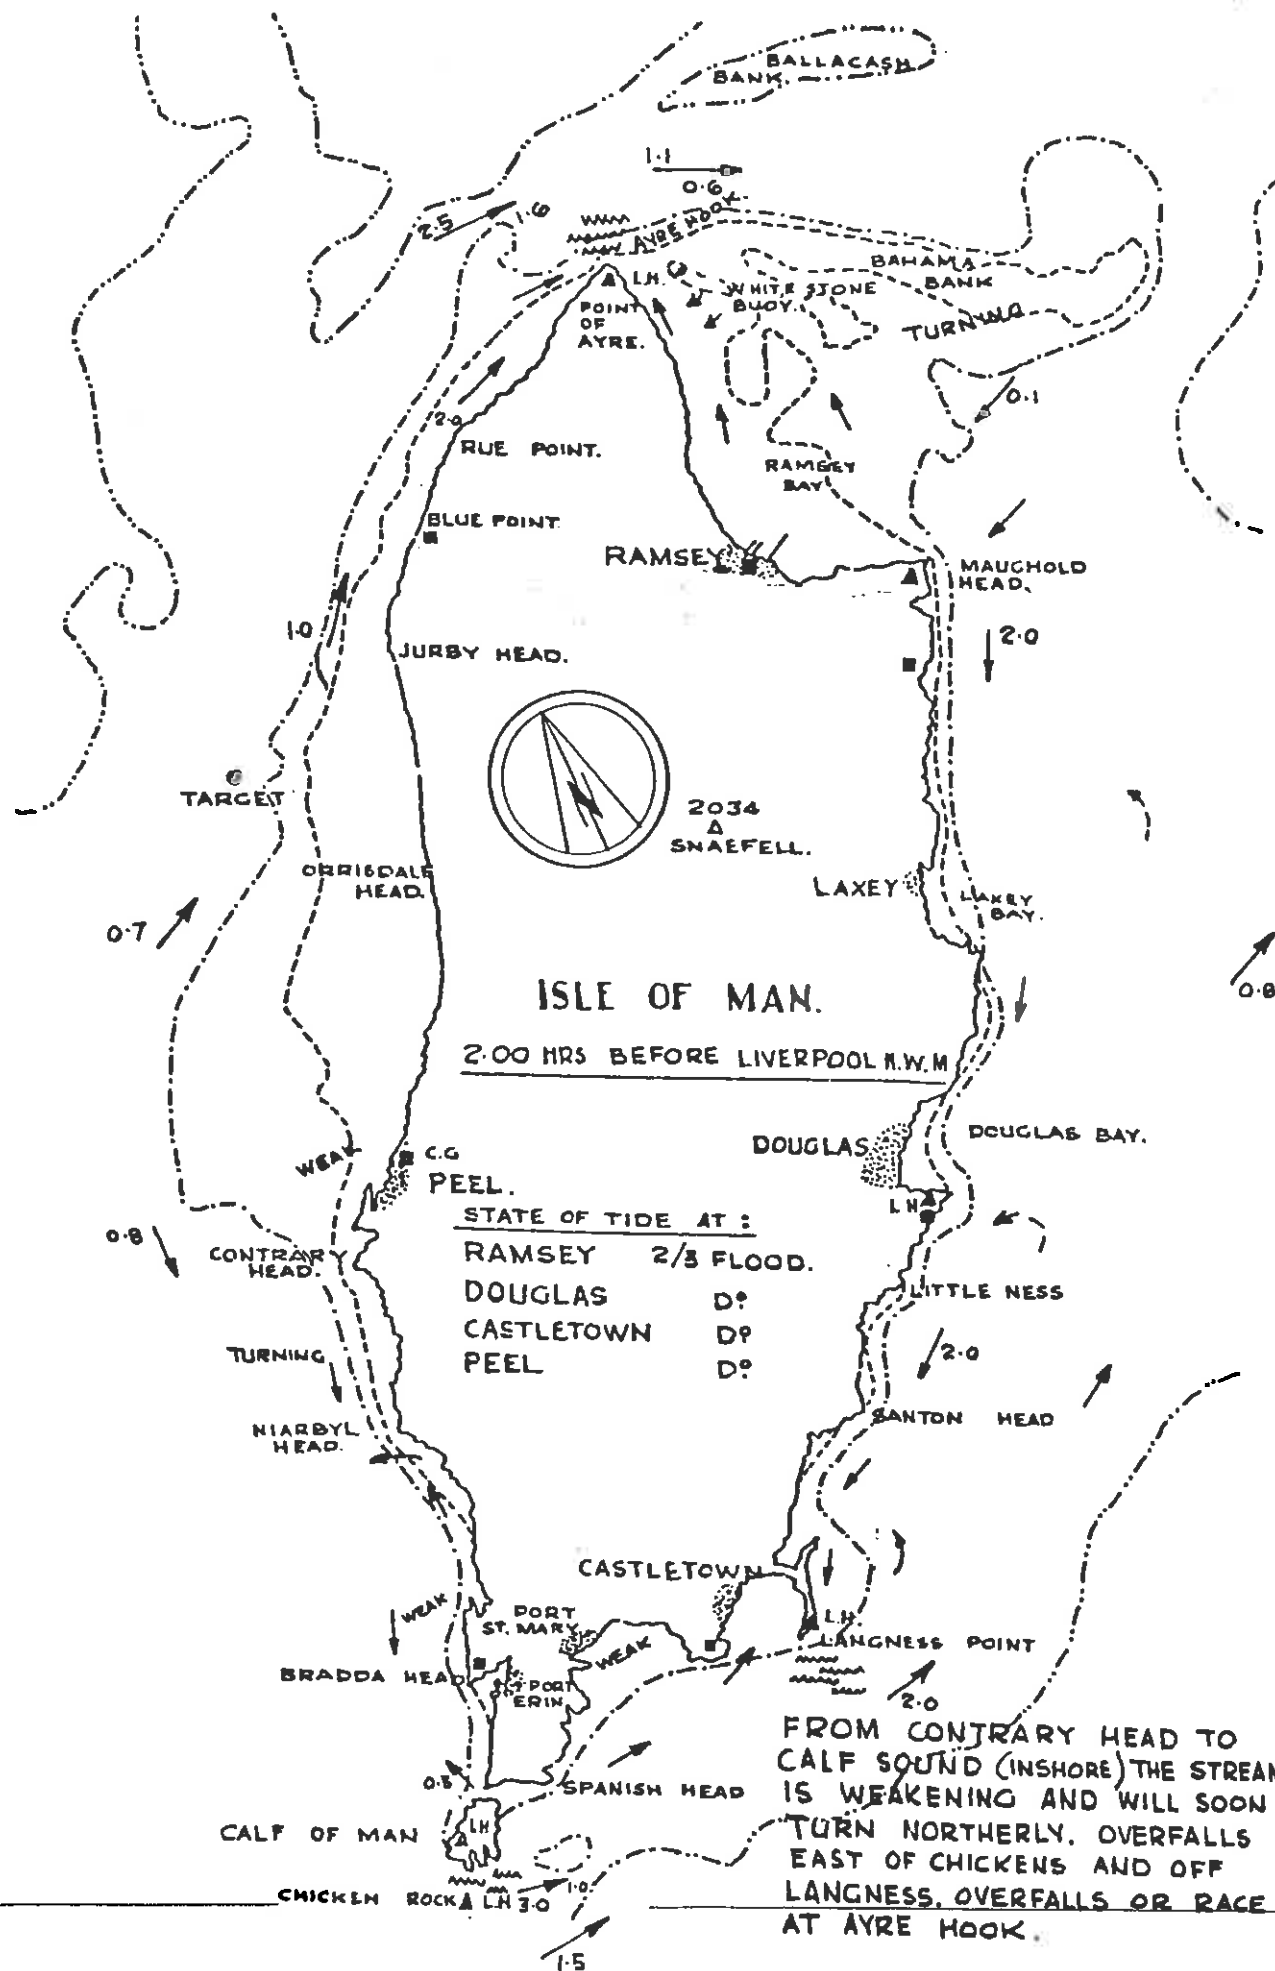 BALLACASH
BANK.
1.1
0.6
2.5
1.6
AYRE HOOK
BAHAMA
BANK
L.H.
WHITE STONE
BUOY.
POINT
OF
AYRE.
TURNING
0.1
2.0
RUE POINT.
RAMSEY
BAY
BLUE POINT.
RAMSEY
MAUGHOLD
HEAD.
1.0
2.0
JURBY HEAD.
TARGET
2034
SNAEFELL.
ORRISDALE
HEAD.
LAXEY
LAXEY
BAY.
0.7
0.8
ISLE OF MAN.
2.00 HRS BEFORE LIVERPOOL H.W.M
DOUGLAS
DOUGLAS BAY.
WEAK
C.G
PEEL.
L H
STATE OF TIDE AT :
RAMSEY 2/3 FLOOD.
DOUGLAS Dº
CASTLETOWN Dº
PEEL Dº
0.8
CONTRARY
HEAD.
LITTLE NESS
TURNING
2.0
NIARBYL
HEAD.
SANTON HEAD
CASTLETOWN
WEAK
PORT
ST. MARY
WEAK
L.H.
LANGNESS POINT
BRADDA HEAD
PORT
ERIN
2.0
SPANISH HEAD
CALF OF MAN
LH
CHICKEN ROCK L.H 3.0
1.0
1.5
FROM CONTRARY HEAD TO
CALF SOUND (INSHORE) THE STREAM
IS WEAKENING AND WILL SOON
TURN NORTHERLY. OVERFALLS
EAST OF CHICKENS AND OFF
LANGNESS. OVERFALLS OR RACE
AT AYRE HOOK.